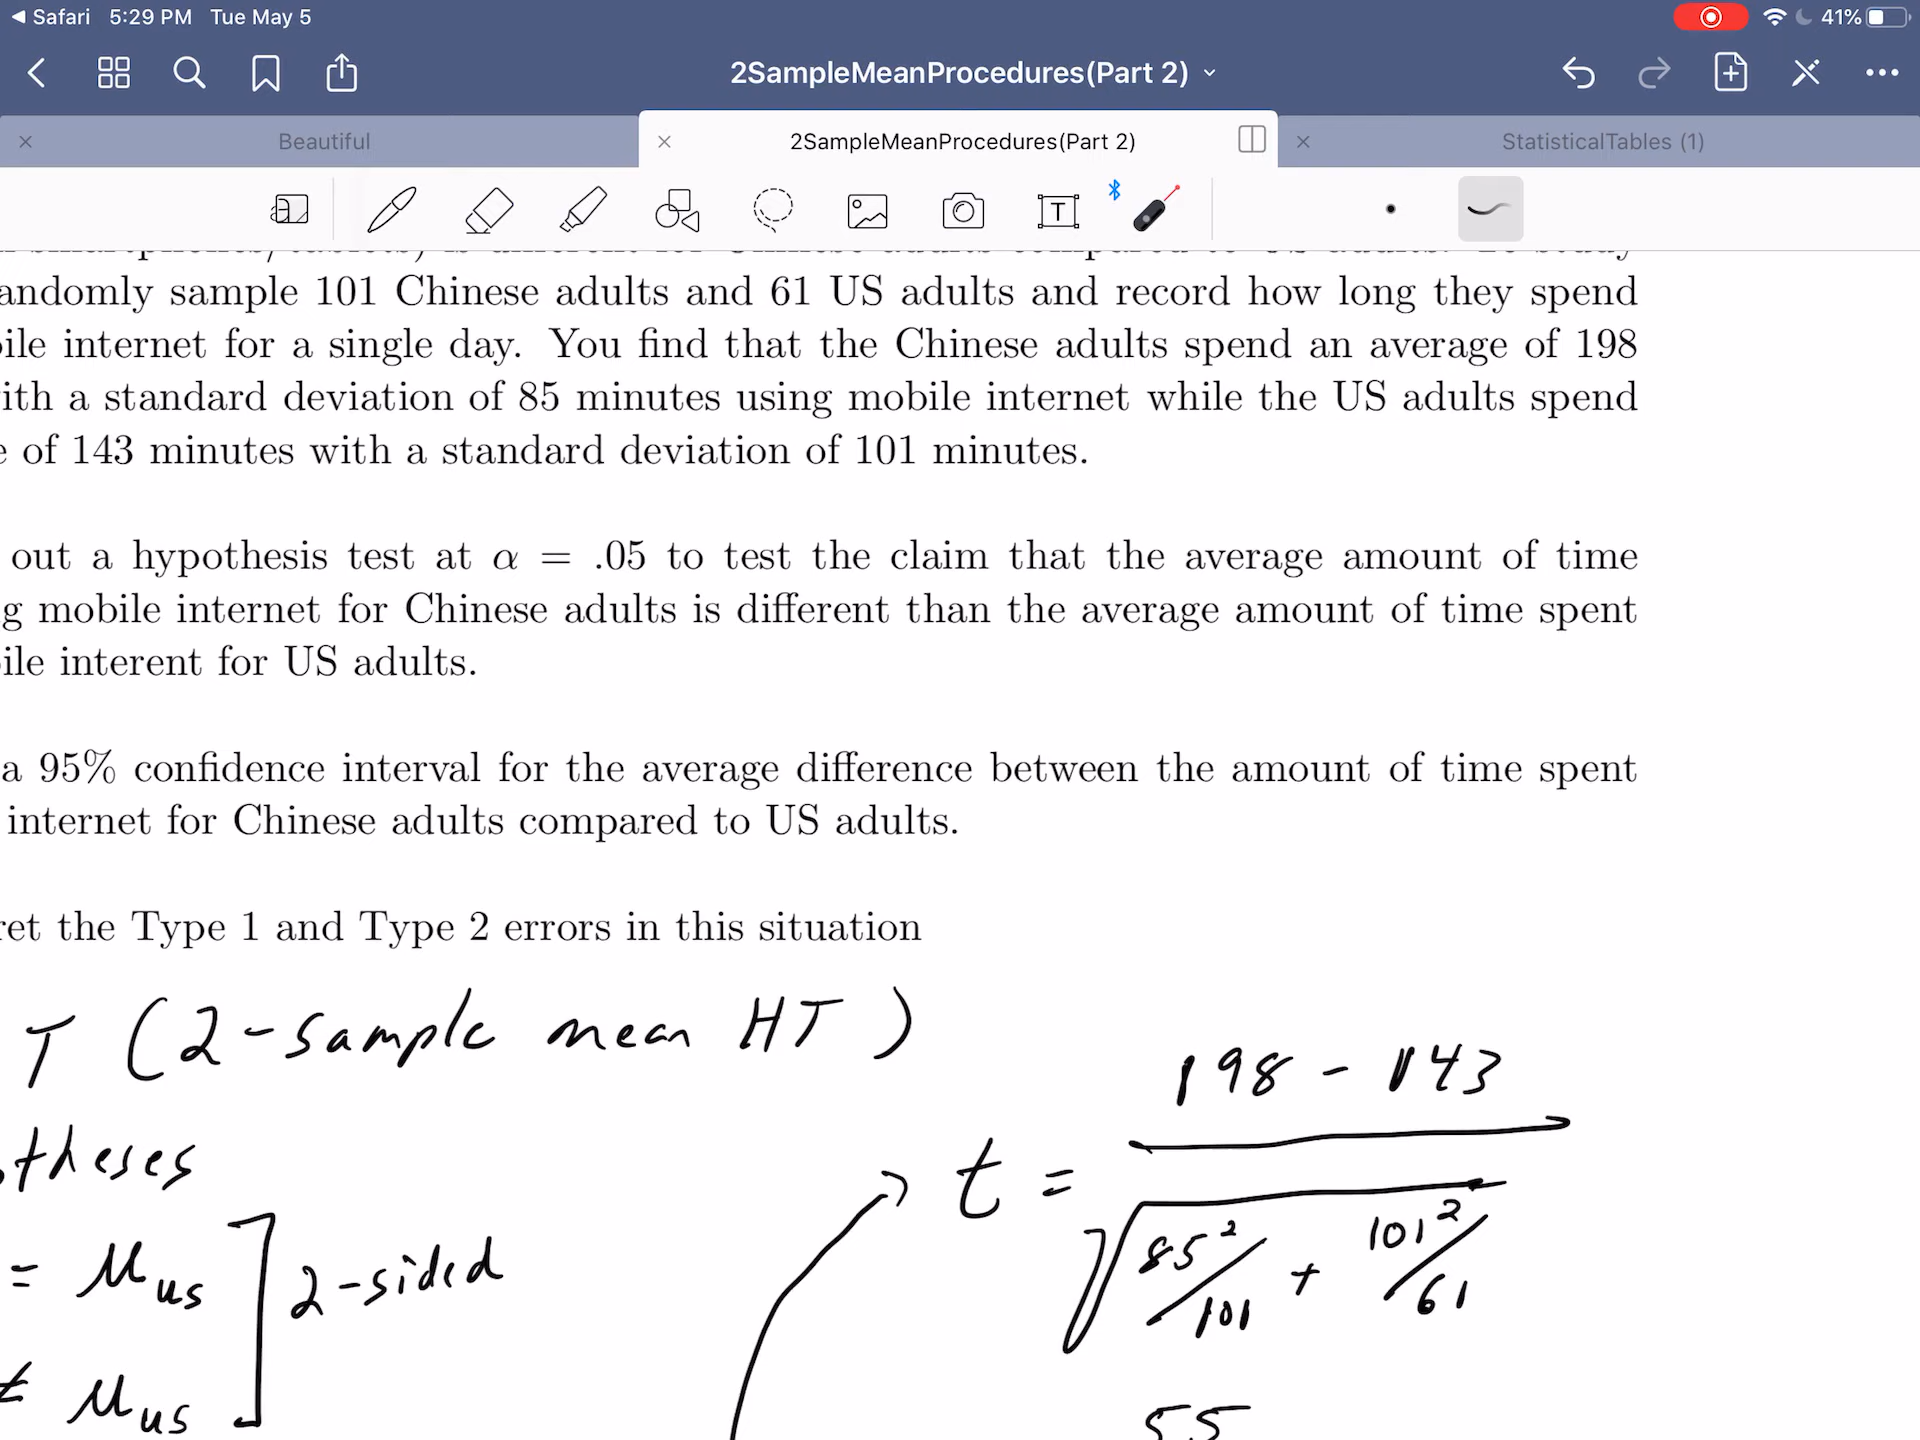 Safari 5:29 PM Tue May 5 41%
2SampleMeanProcedures(Part 2)
Beautiful 2SampleMeanProcedures(Part 2) StatisticalTables (1)
andomly sample 101 Chinese adults and 61 US adults and record how long they spend
ile internet for a single day. You find that the Chinese adults spend an average of 198
ith a standard deviation of 85 minutes using mobile internet while the US adults spend
e of 143 minutes with a standard deviation of 101 minutes.
out a hypothesis test at α = .05 to test the claim that the average amount of time
g mobile internet for Chinese adults is different than the average amount of time spent
ile interent for US adults.
a 95% confidence interval for the average difference between the amount of time spent
internet for Chinese adults compared to US adults.
ret the Type 1 and Type 2 errors in this situation
T (2-sample mean HT)
theses
= μ_us ] 2-sided
≠ μ_us
t = 198 - 143
√ 85²/101 + 101²/61
55